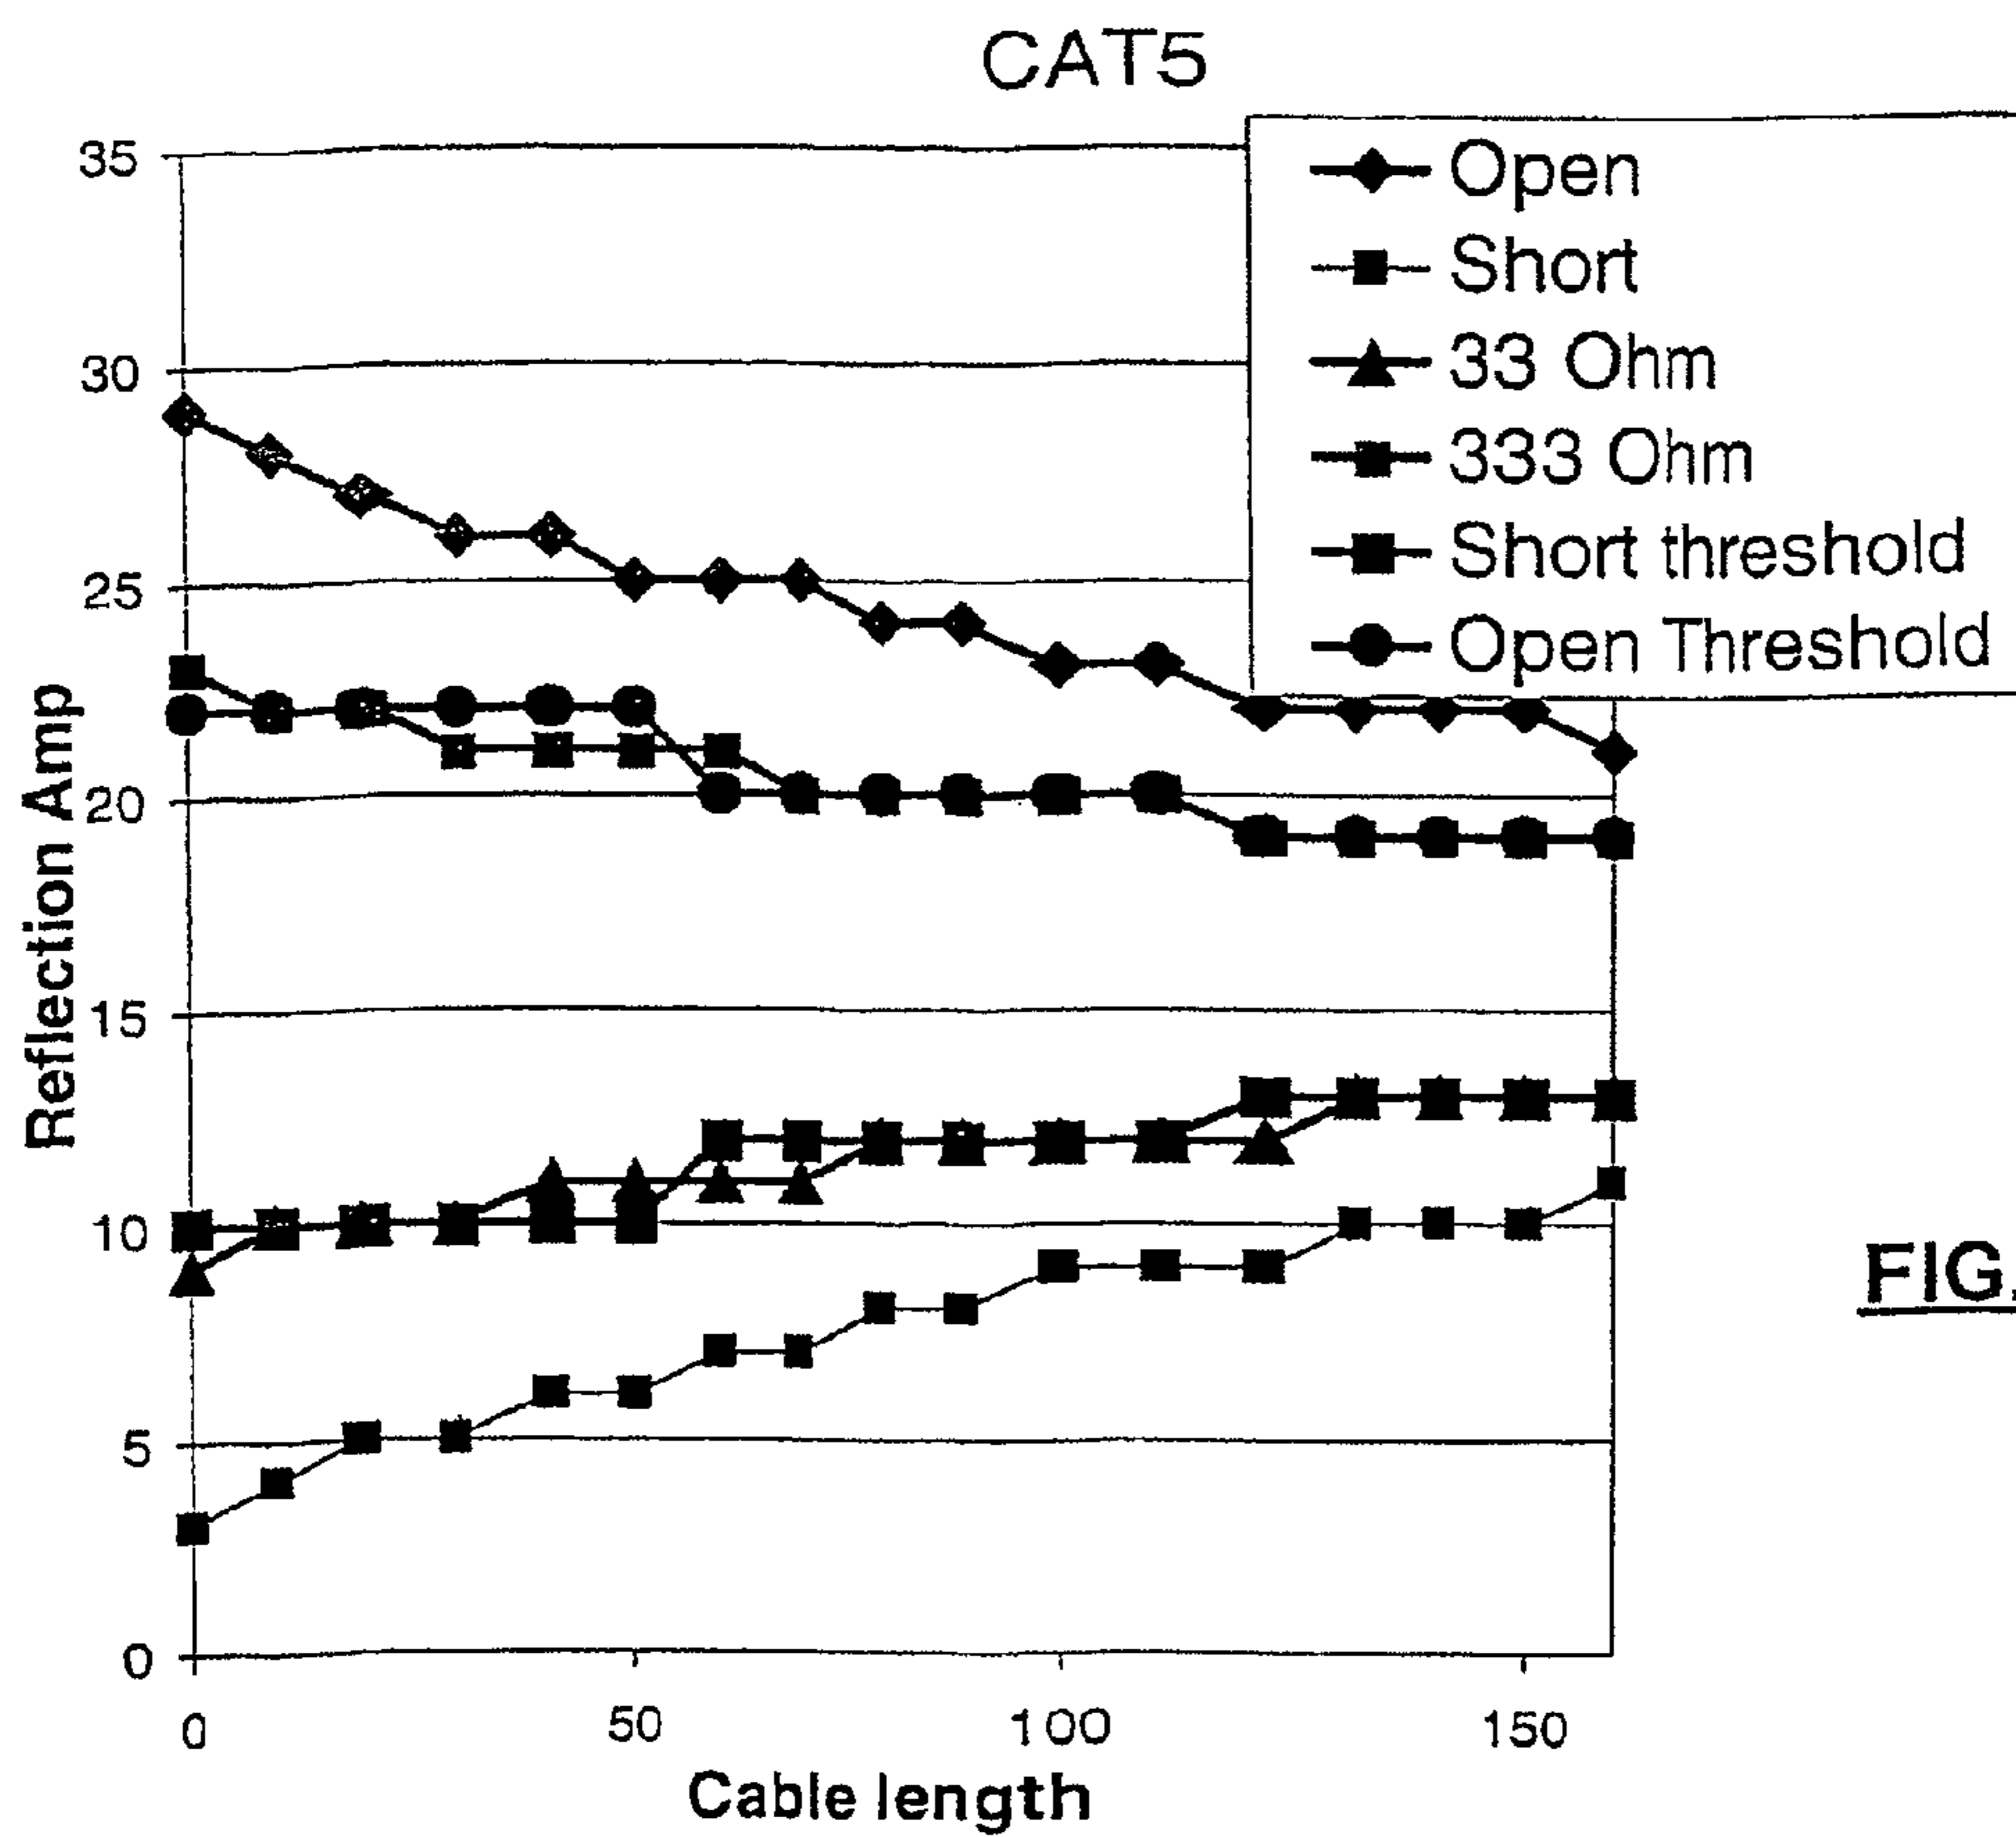 CAT5
35
30
25
20
15
10
5
0
Reflection Amp
Open
Short
33 Ohm
333 Ohm
Short threshold
Open Threshold
0 50 100 150
Cable length
FIG.